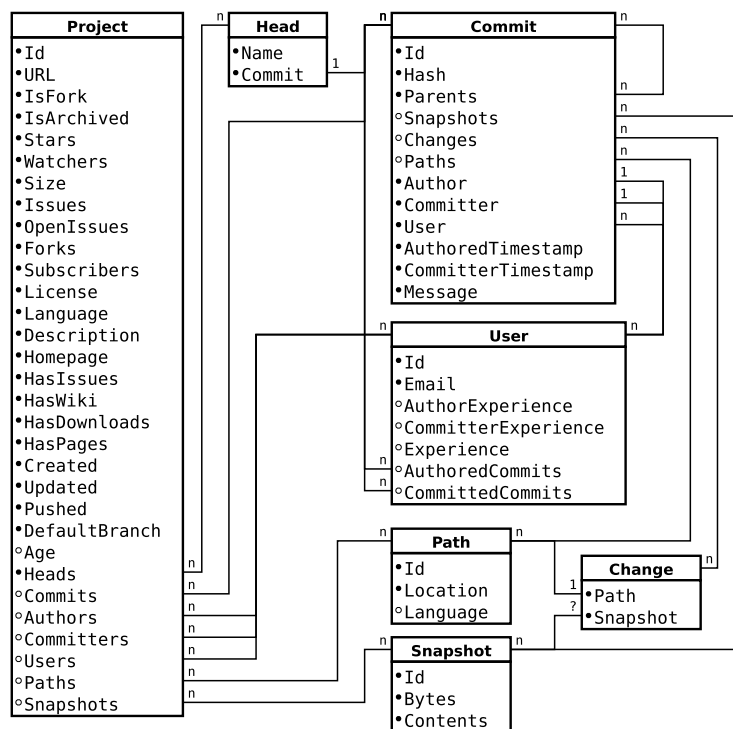 Project
•Id
•URL
•IsFork
•IsArchived
•Stars
•Watchers
•Size
•Issues
•OpenIssues
•Forks
•Subscribers
•License
•Language
•Description
•Homepage
•HasIssues
•HasWiki
•HasDownloads
•HasPages
•Created
•Updated
•Pushed
•DefaultBranch
◦Age
•Heads n
◦Commits n
◦Authors n
◦Committers n
◦Users n
◦Paths n
◦Snapshots n
n Head
•Name
•Commit 1
n Commit n
•Id
•Hash
•Parents n
◦Snapshots n
◦Changes n
◦Paths n
•Author 1
•Committer 1
•User n
•AuthoredTimestamp
•CommitterTimestamp
•Message
n User n
•Id
•Email
◦AuthorExperience
◦CommitterExperience
◦Experience
n ◦AuthoredCommits
n ◦CommittedCommits
n Path n
•Id
•Location
◦Language
Change n
1 •Path
? •Snapshot
n Snapshot n
•Id
•Bytes
•Contents